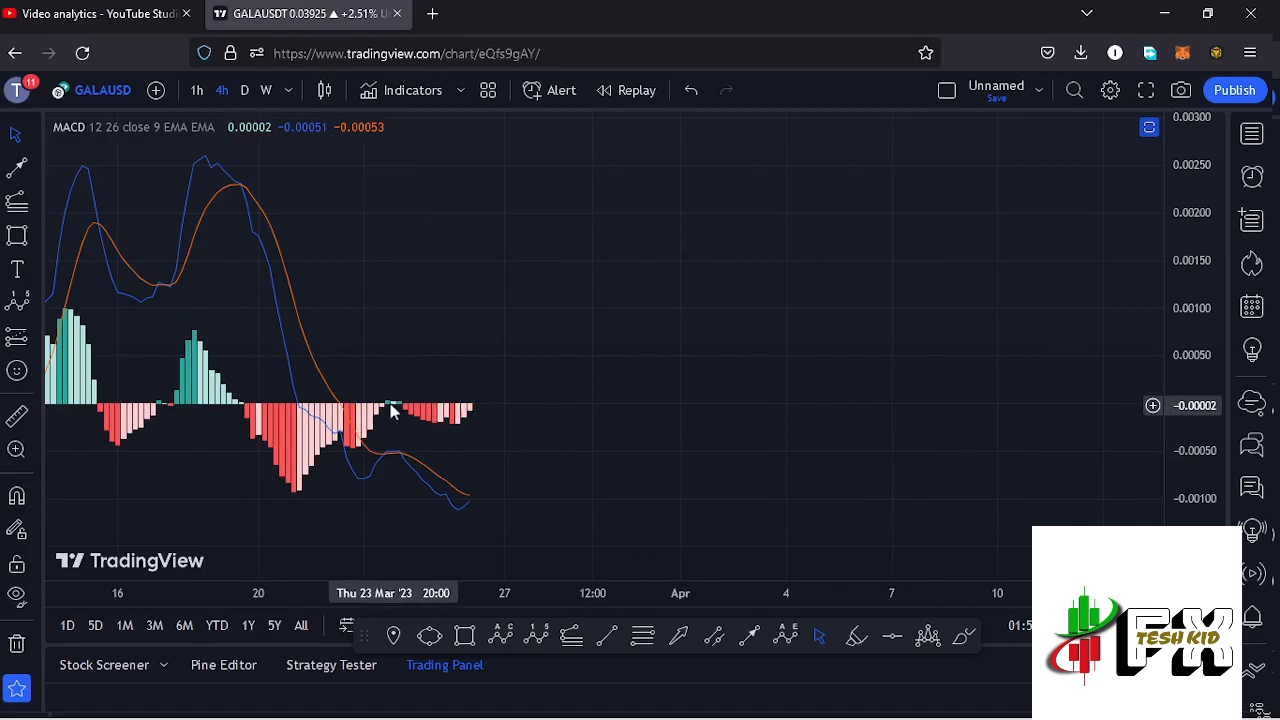 Video analytics - YouTube Studi
GALAUSDT 0.03925 ▲ +2.51% U
https://www.tradingview.com/chart/eQfs9gAY/
T 11
GALAUSD
1h 4h D W
Indicators
Alert
Replay
Unnamed
Save
Publish
MACD 12 26 close 9 EMA EMA 0.00002 −0.00051 −0.00053
0.00300
0.00250
0.00200
0.00150
0.00100
0.00050
−0.00002
−0.00050
−0.00100
TradingView
16 20 Thu 23 Mar '23 20:00 27 12:00 Apr 4 7 10
1D 5D 1M 3M 6M YTD 1Y 5Y All
01:5
Stock Screener
Pine Editor
Strategy Tester
Trading Panel
FX
TESH KID